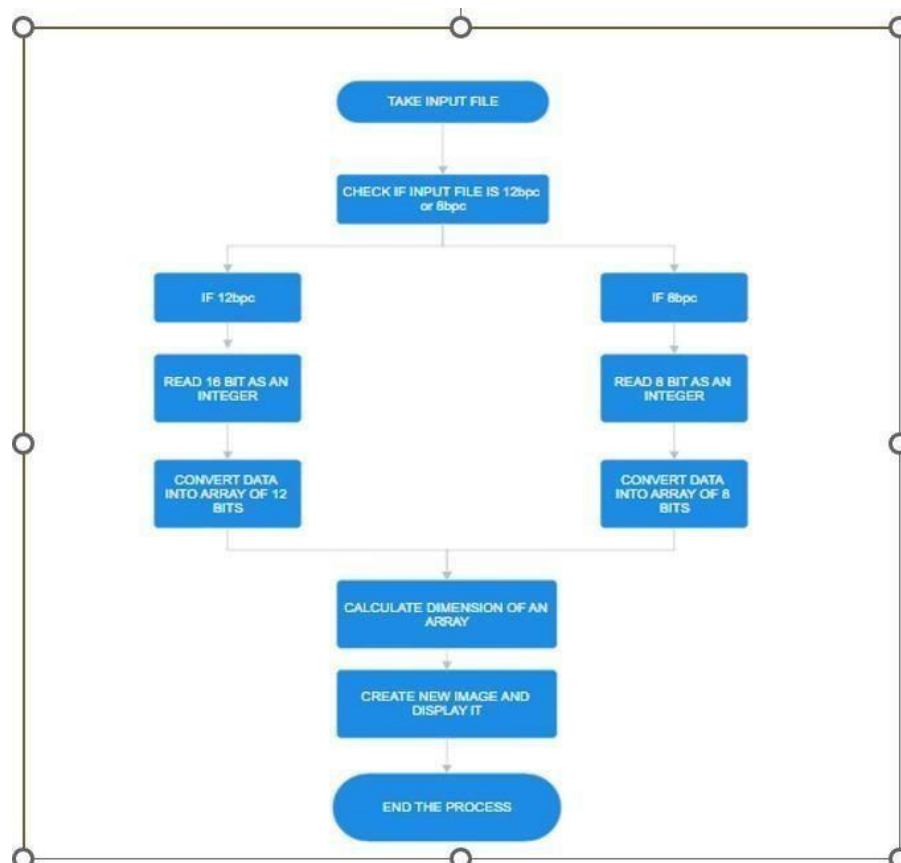 TAKE INPUT FILE
CHECK IF INPUT FILE IS 12bpc
or 8bpc
IF 12bpc
IF 8bpc
READ 16 BIT AS AN
INTEGER
READ 8 BIT AS AN
INTEGER
CONVERT DATA
INTO ARRAY OF 12
BITS
CONVERT DATA
INTO ARRAY OF 8
BITS
CALCULATE DIMENSION OF AN
ARRAY
CREATE NEW IMAGE AND
DISPLAY IT
END THE PROCESS